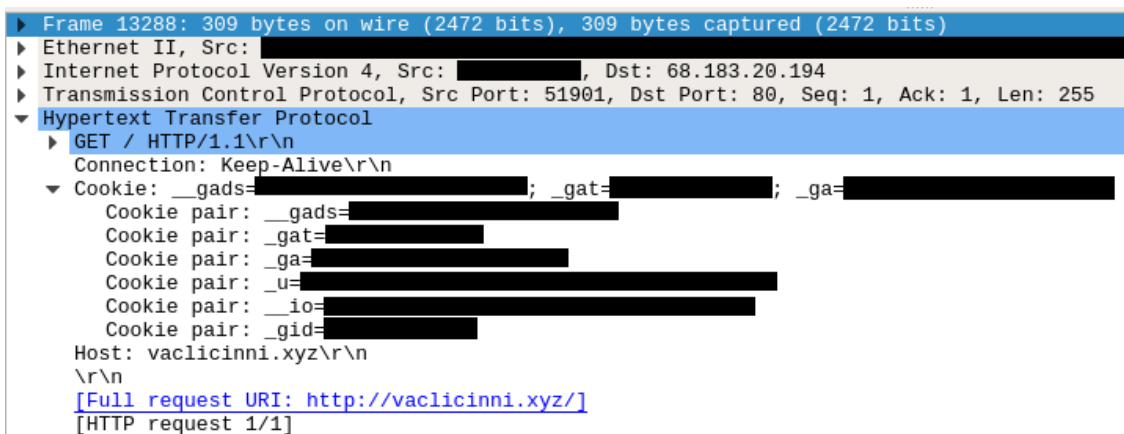 Frame 13288: 309 bytes on wire (2472 bits), 309 bytes captured (2472 bits)
Ethernet II, Src:
Internet Protocol Version 4, Src: , Dst: 68.183.20.194
Transmission Control Protocol, Src Port: 51901, Dst Port: 80, Seq: 1, Ack: 1, Len: 255
Hypertext Transfer Protocol
GET / HTTP/1.1\r\n
Connection: Keep-Alive\r\n
Cookie: __gads= ; _gat= ; _ga=
Cookie pair: __gads=
Cookie pair: _gat=
Cookie pair: _ga=
Cookie pair: _u=
Cookie pair: __io=
Cookie pair: _gid=
Host: vaclicinni.xyz\r\n
\r\n
[Full request URI: http://vaclicinni.xyz/]
[HTTP request 1/1]